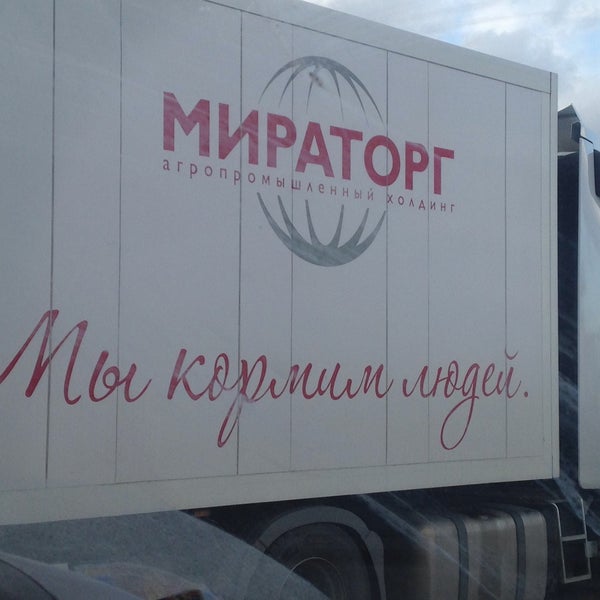 МИРАТОРГ
агропромышленный холдинг
Мы кормим людей.